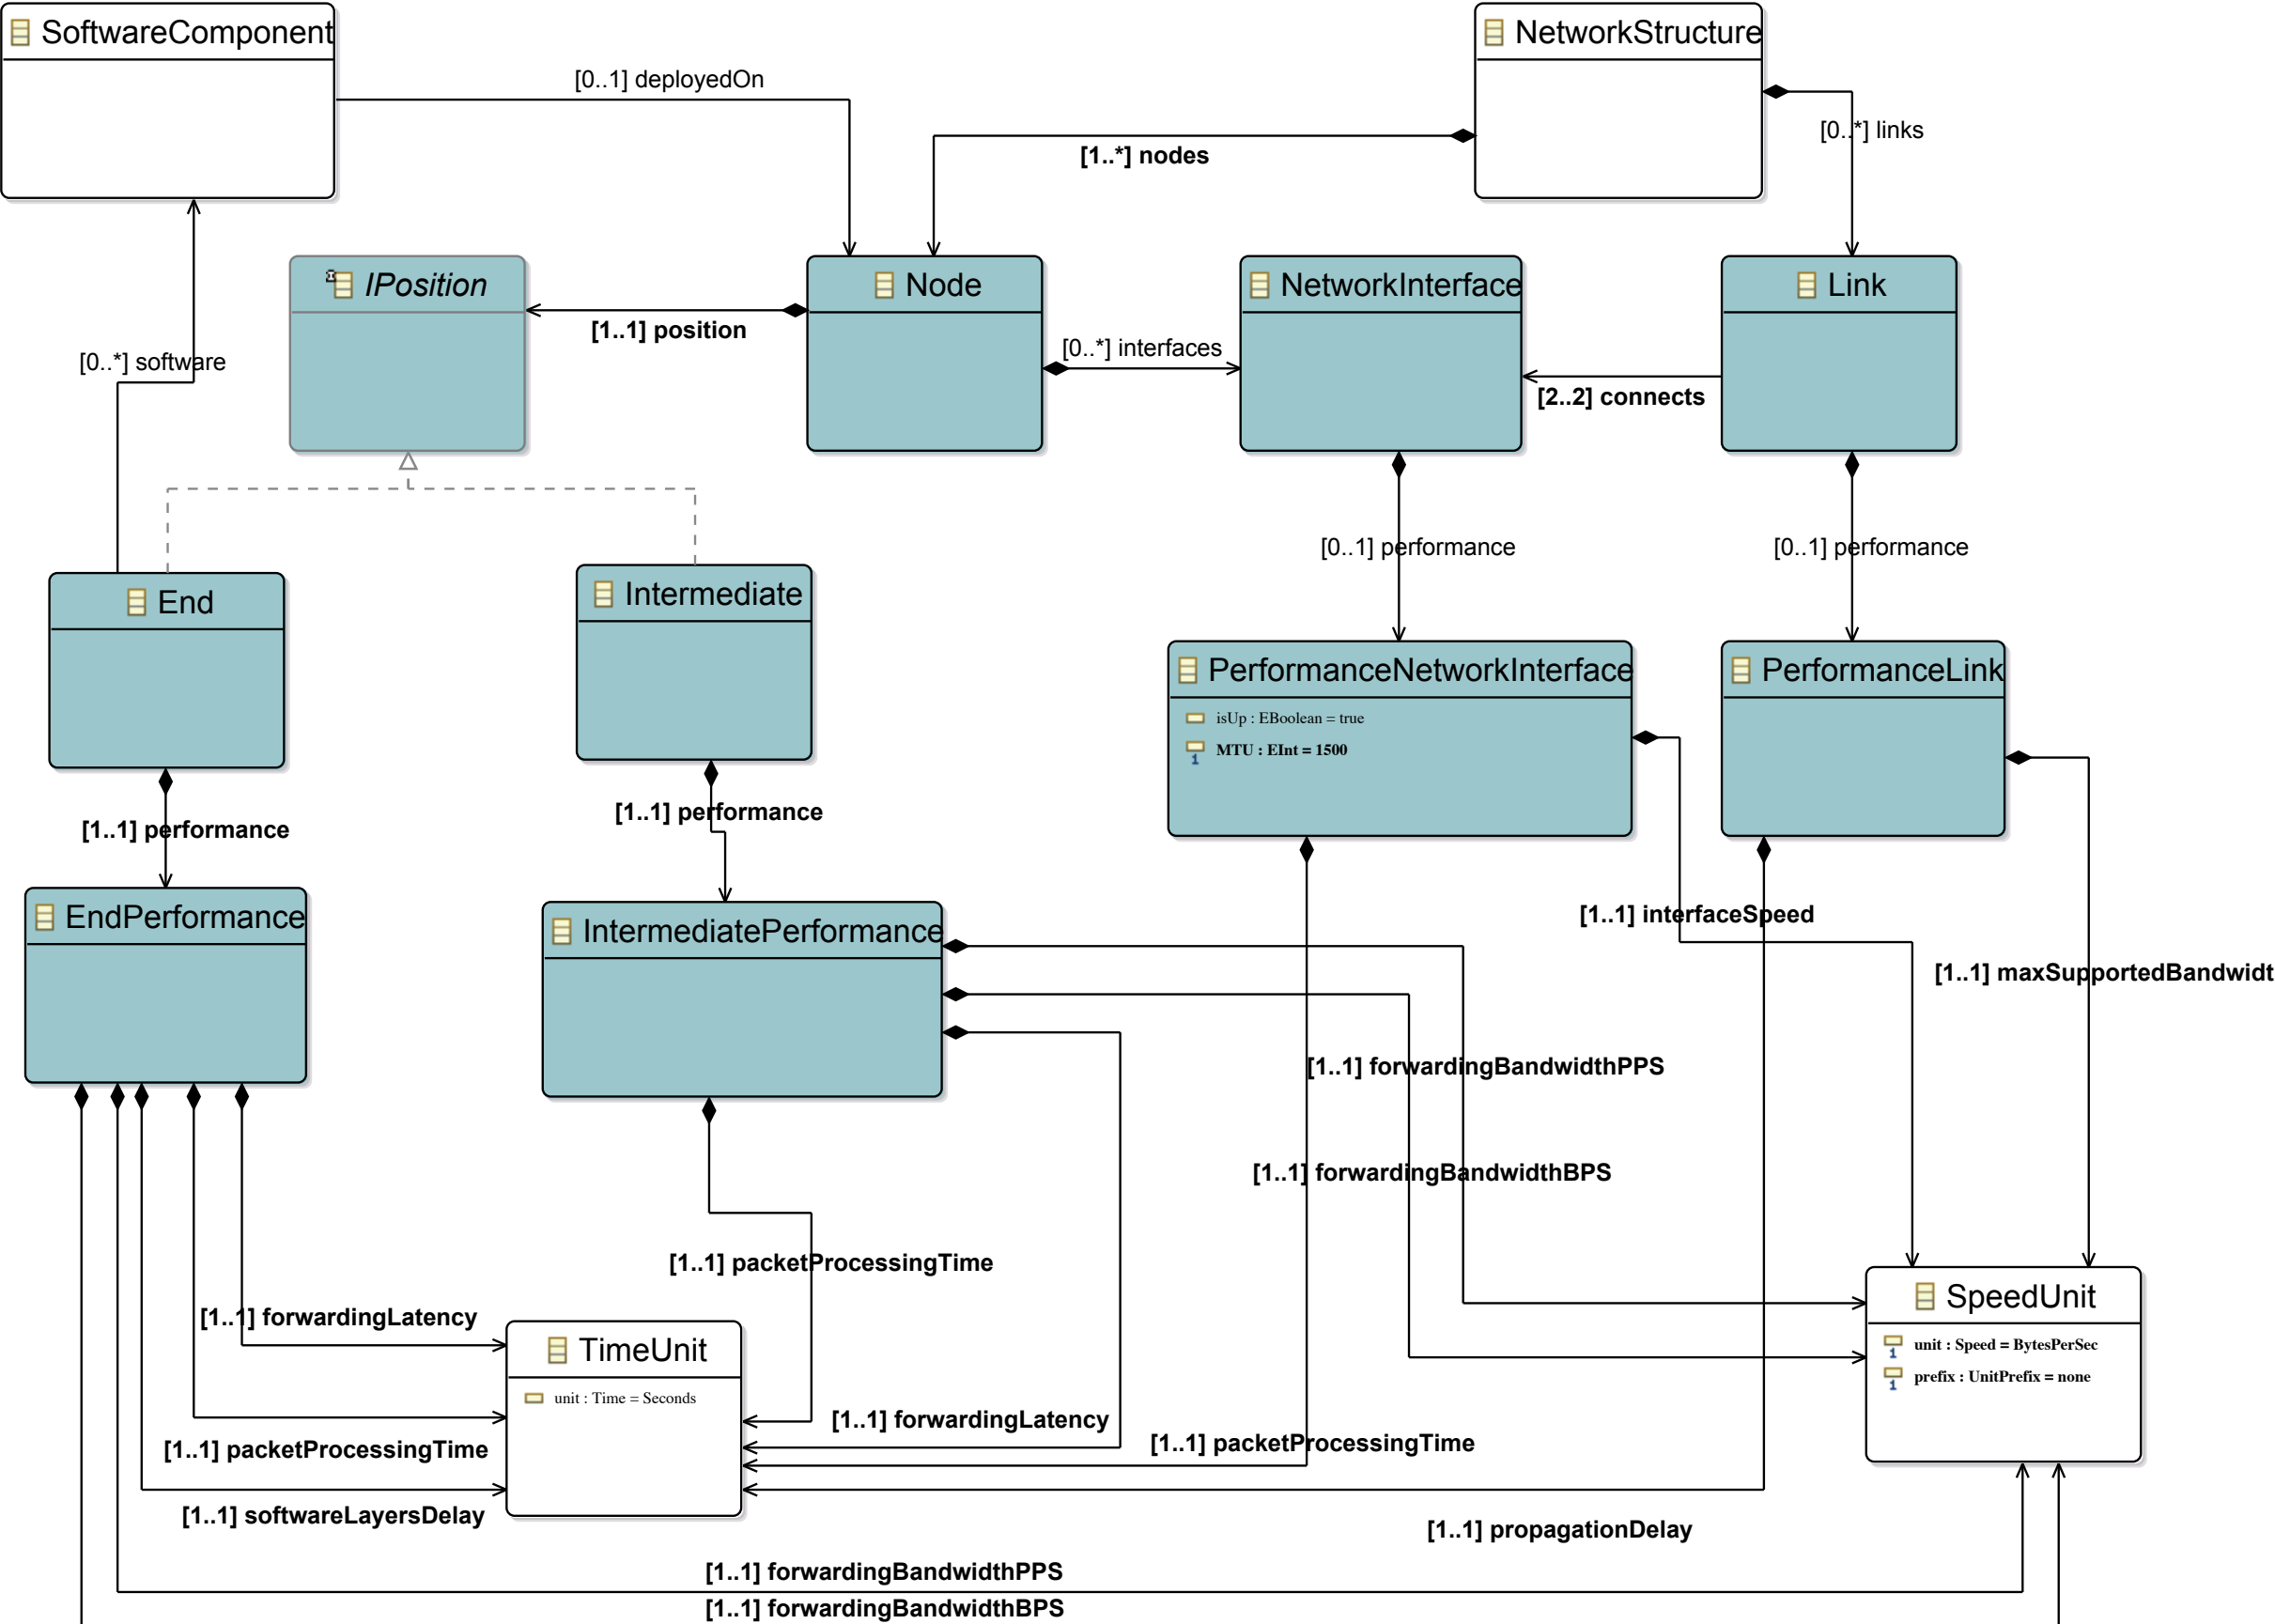 SoftwareComponent
NetworkStructure
[0..1] deployedOn
[0..*] links
[1..*] nodes
IPosition
Node
NetworkInterface
Link
[1..1] position
[0..*] interfaces
[0..*] software
[2..2] connects
[0..1] performance
[0..1] performance
End
Intermediate
PerformanceNetworkInterface
isUp : EBoolean = true
1 MTU : EInt = 1500
PerformanceLink
[1..1] performance
[1..1] performance
EndPerformance
IntermediatePerformance
[1..1] interfaceSpeed
[1..1] maxSupportedBandwidt
[1..1] forwardingBandwidthPPS
[1..1] forwardingBandwidthBPS
[1..1] packetProcessingTime
SpeedUnit
1 unit : Speed = BytesPerSec
1 prefix : UnitPrefix = none
[1..1] forwardingLatency
TimeUnit
unit : Time = Seconds
[1..1] forwardingLatency
[1..1] packetProcessingTime
[1..1] packetProcessingTime
[1..1] softwareLayersDelay
[1..1] propagationDelay
[1..1] forwardingBandwidthPPS
[1..1] forwardingBandwidthBPS